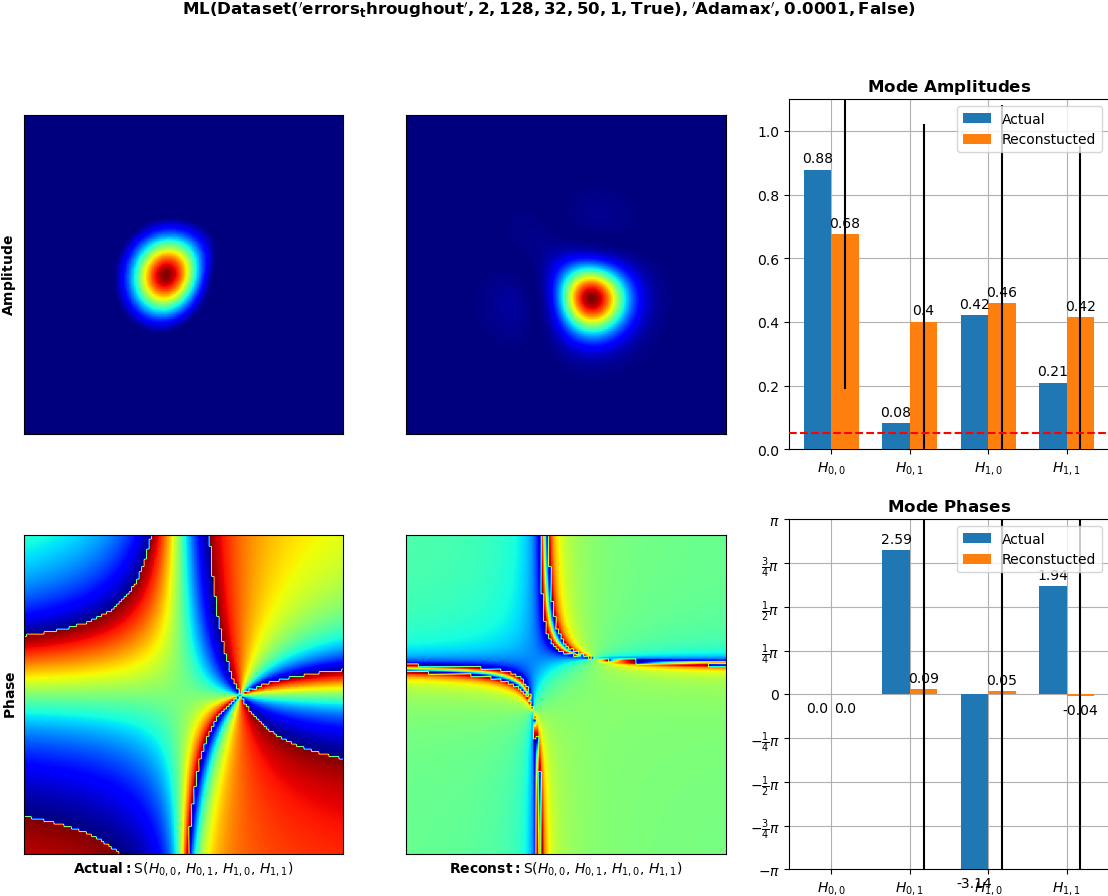 ML(Dataset('errors_throughout', 2, 128, 32, 50, 1, True), 'Adamax', 0.0001, False)
Amplitude
Mode Amplitudes
Actual
Reconstucted
1.0
0.8
0.6
0.4
0.2
0.0
0.88
0.68
0.08
0.4
0.42
0.46
0.21
0.42
H0,0
H0,1
H1,0
H1,1
Phase
Actual: S(H0,0, H0,1, H1,0, H1,1)
Reconst: S(H0,0, H0,1, H1,0, H1,1)
Mode Phases
Actual
Reconstucted
π
3/4π
1/2π
1/4π
0
−1/4π
−1/2π
−3/4π
−π
0.0
0.0
2.59
0.09
-3.14
0.05
1.94
-0.04
H0,0
H0,1
H1,0
H1,1